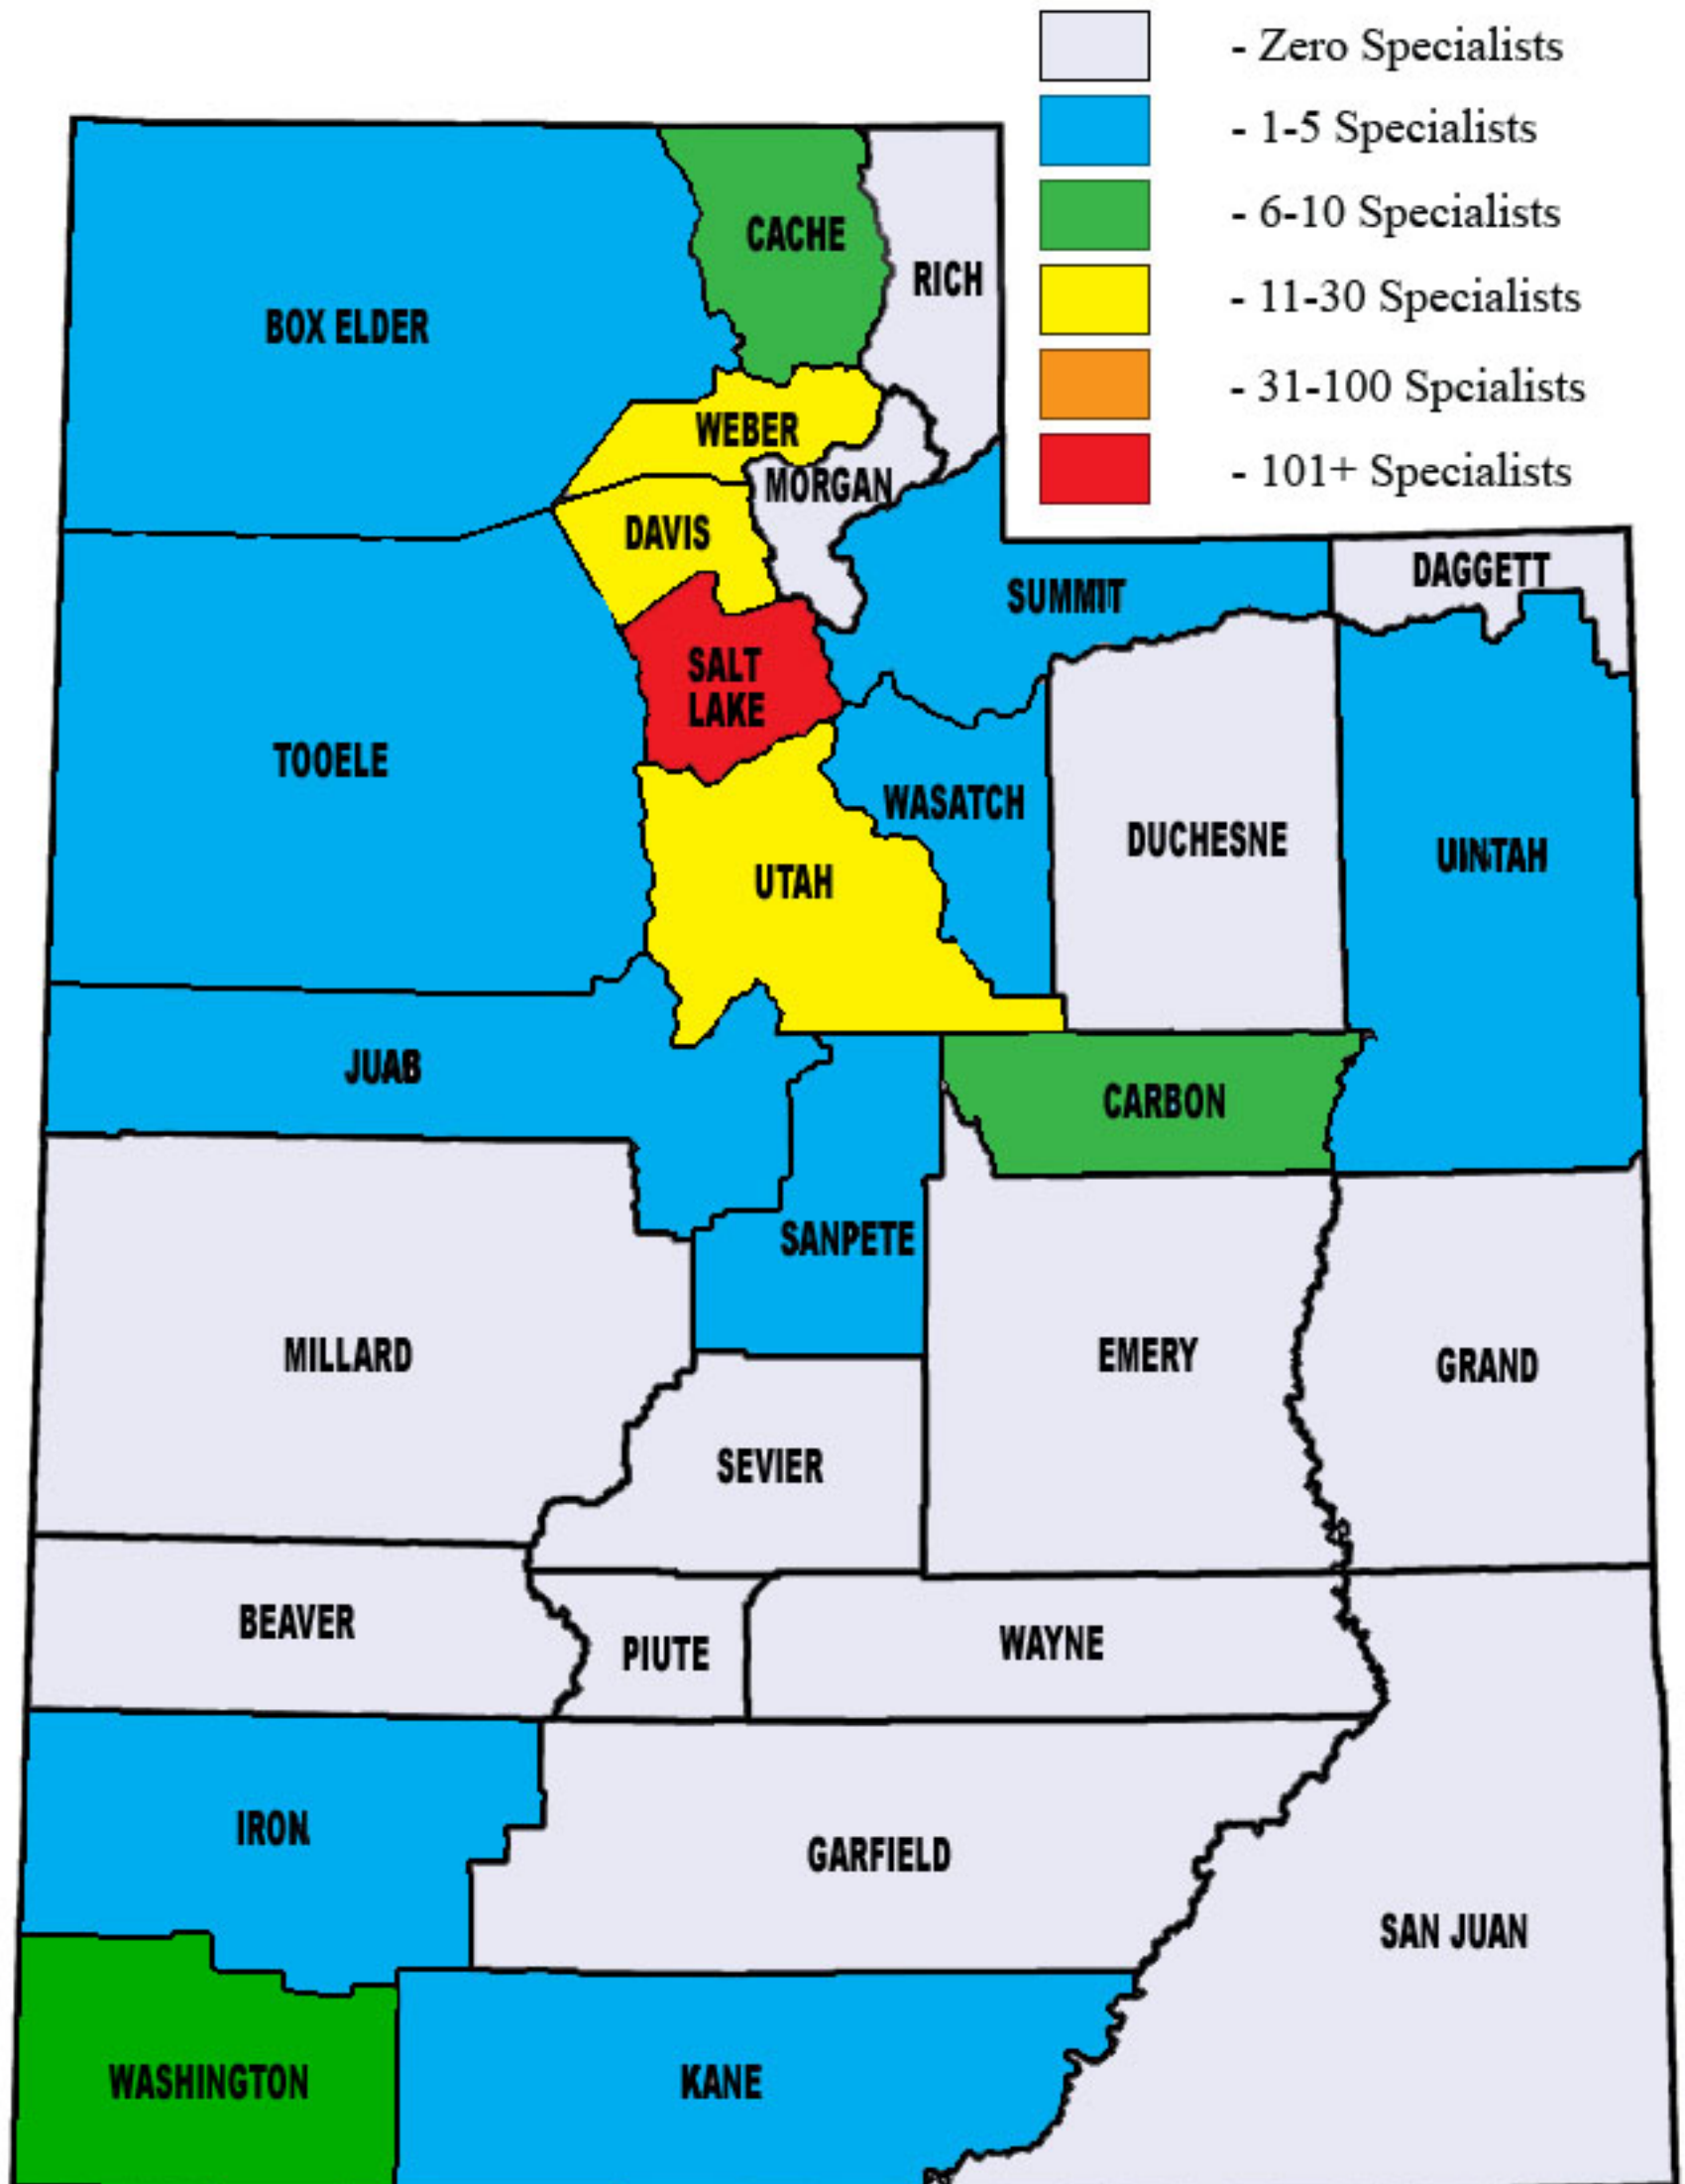 - Zero Specialists
- 1-5 Specialists
- 6-10 Specialists
- 11-30 Specialists
- 31-100 Spcialists
- 101+ Specialists
CACHE
RICH
BOX ELDER
WEBER
MORGAN
DAVIS
DAGGETT
SUMMIT
SALT
LAKE
TOOELE
WASATCH
DUCHESNE
UINTAH
UTAH
JUAB
CARBON
SANPETE
MILLARD
EMERY
GRAND
SEVIER
BEAVER
PIUTE
WAYNE
IRON
GARFIELD
SAN JUAN
WASHINGTON
KANE